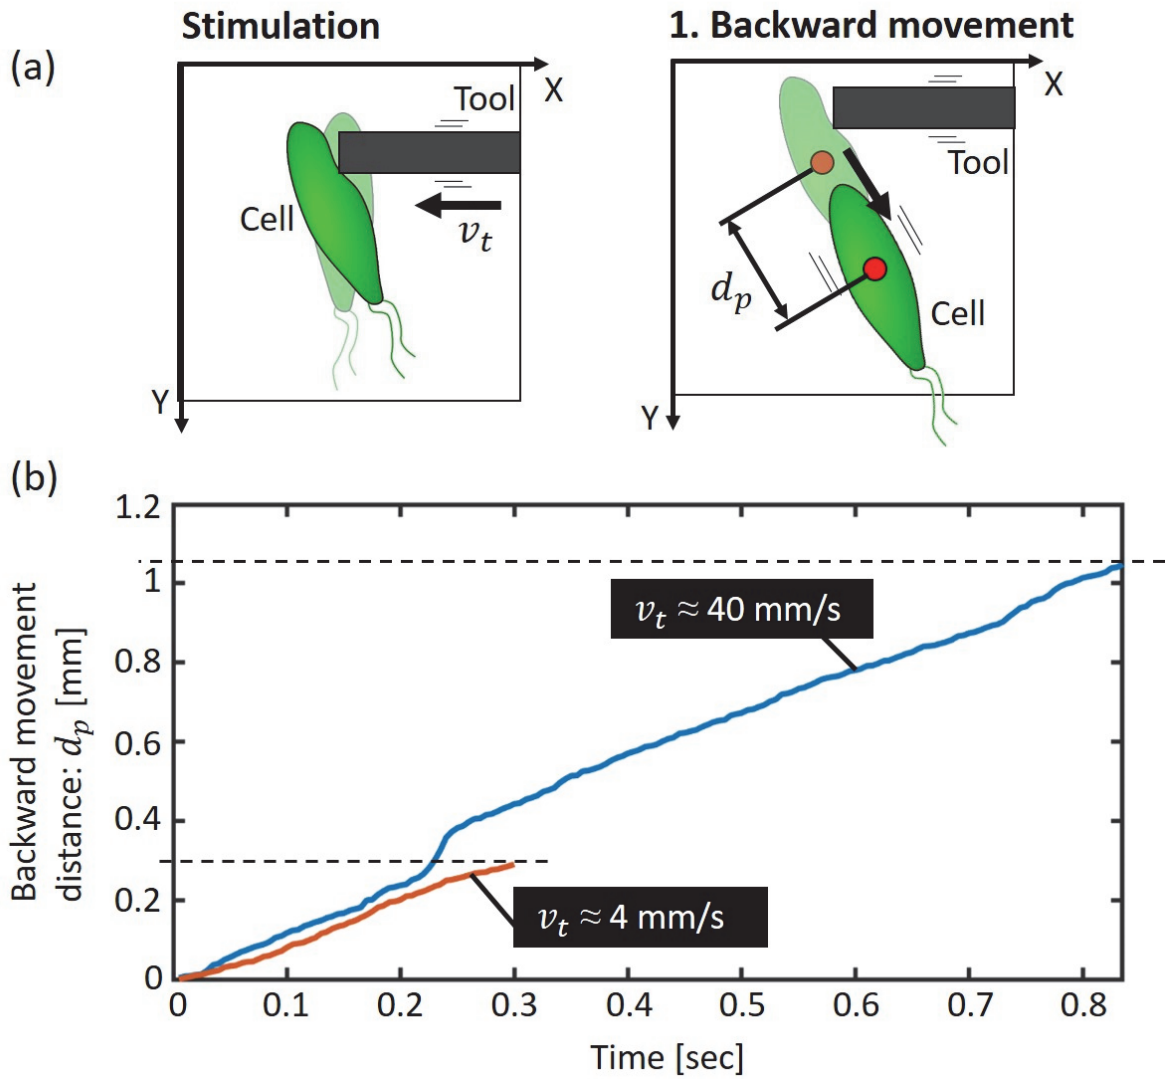 Stimulation
1. Backward movement
(a)
X
Tool
Cell
v_t
Y
X
Tool
d_p
Cell
Y
(b)
Backward movement
distance: d_p [mm]
1.2
1
0.8
0.6
0.4
0.2
0
v_t ≈ 40 mm/s
v_t ≈ 4 mm/s
0 0.1 0.2 0.3 0.4 0.5 0.6 0.7 0.8
Time [sec]